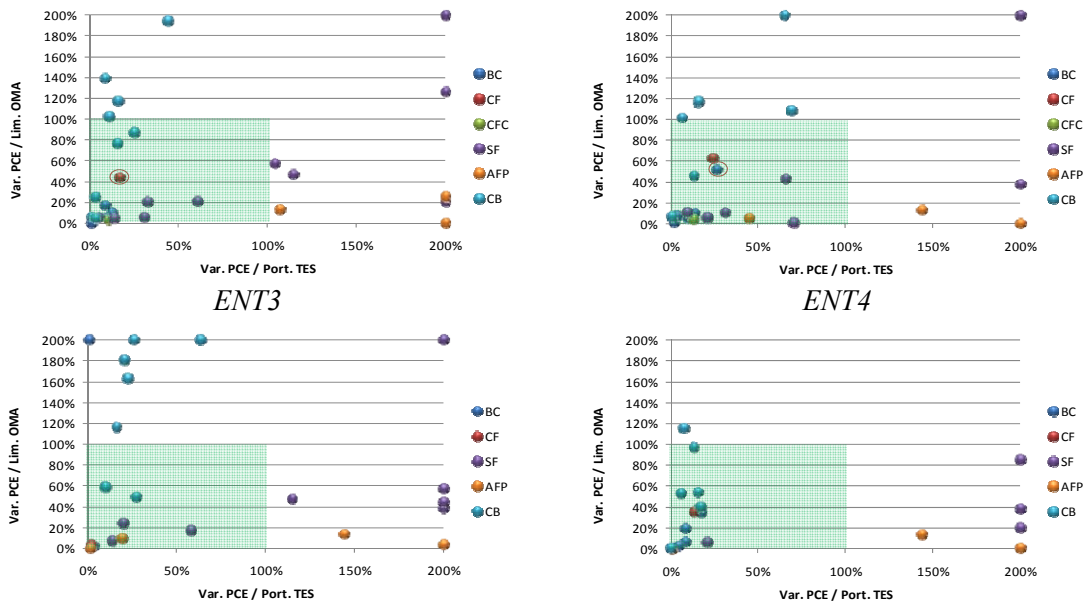 200%
180%
160%
140%
120%
100%
80%
60%
40%
20%
0%
Var. PCE / Lim. OMA
0% 50% 100% 150% 200%
Var. PCE / Port. TES
BC
CF
CFC
SF
AFP
CB
200%
180%
160%
140%
120%
100%
80%
60%
40%
20%
0%
Var. PCE / Lim. OMA
0% 50% 100% 150% 200%
Var. PCE / Port. TES
BC
CF
CFC
SF
AFP
CB
ENT3
ENT4
200%
180%
160%
140%
120%
100%
80%
60%
40%
20%
0%
Var. PCE / Lim. OMA
0% 50% 100% 150% 200%
Var. PCE / Port. TES
BC
CF
SF
AFP
CB
200%
180%
160%
140%
120%
100%
80%
60%
40%
20%
0%
Var. PCE / Lim. OMA
0% 50% 100% 150% 200%
Var. PCE / Port. TES
BC
CF
SF
AFP
CB